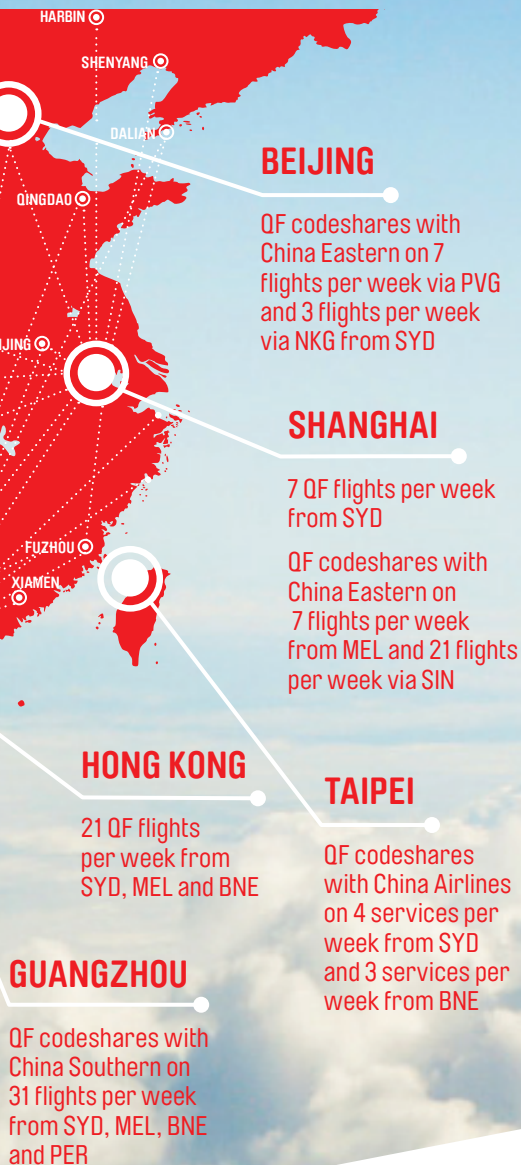 HARBIN
SHENYANG
DALIAN
QINGDAO
BEIJING
QF codeshares with
China Eastern on 7
flights per week via PVG
and 3 flights per week
via NKG from SYD
JING
SHANGHAI
7 QF flights per week
from SYD
QF codeshares with
China Eastern on
7 flights per week
from MEL and 21 flights
per week via SIN
FUZHOU
XIAMEN
HONG KONG
21 QF flights
per week from
SYD, MEL and BNE
TAIPEI
QF codeshares
with China Airlines
on 4 services per
week from SYD
and 3 services per
week from BNE
GUANGZHOU
QF codeshares with
China Southern on
31 flights per week
from SYD, MEL, BNE
and PER